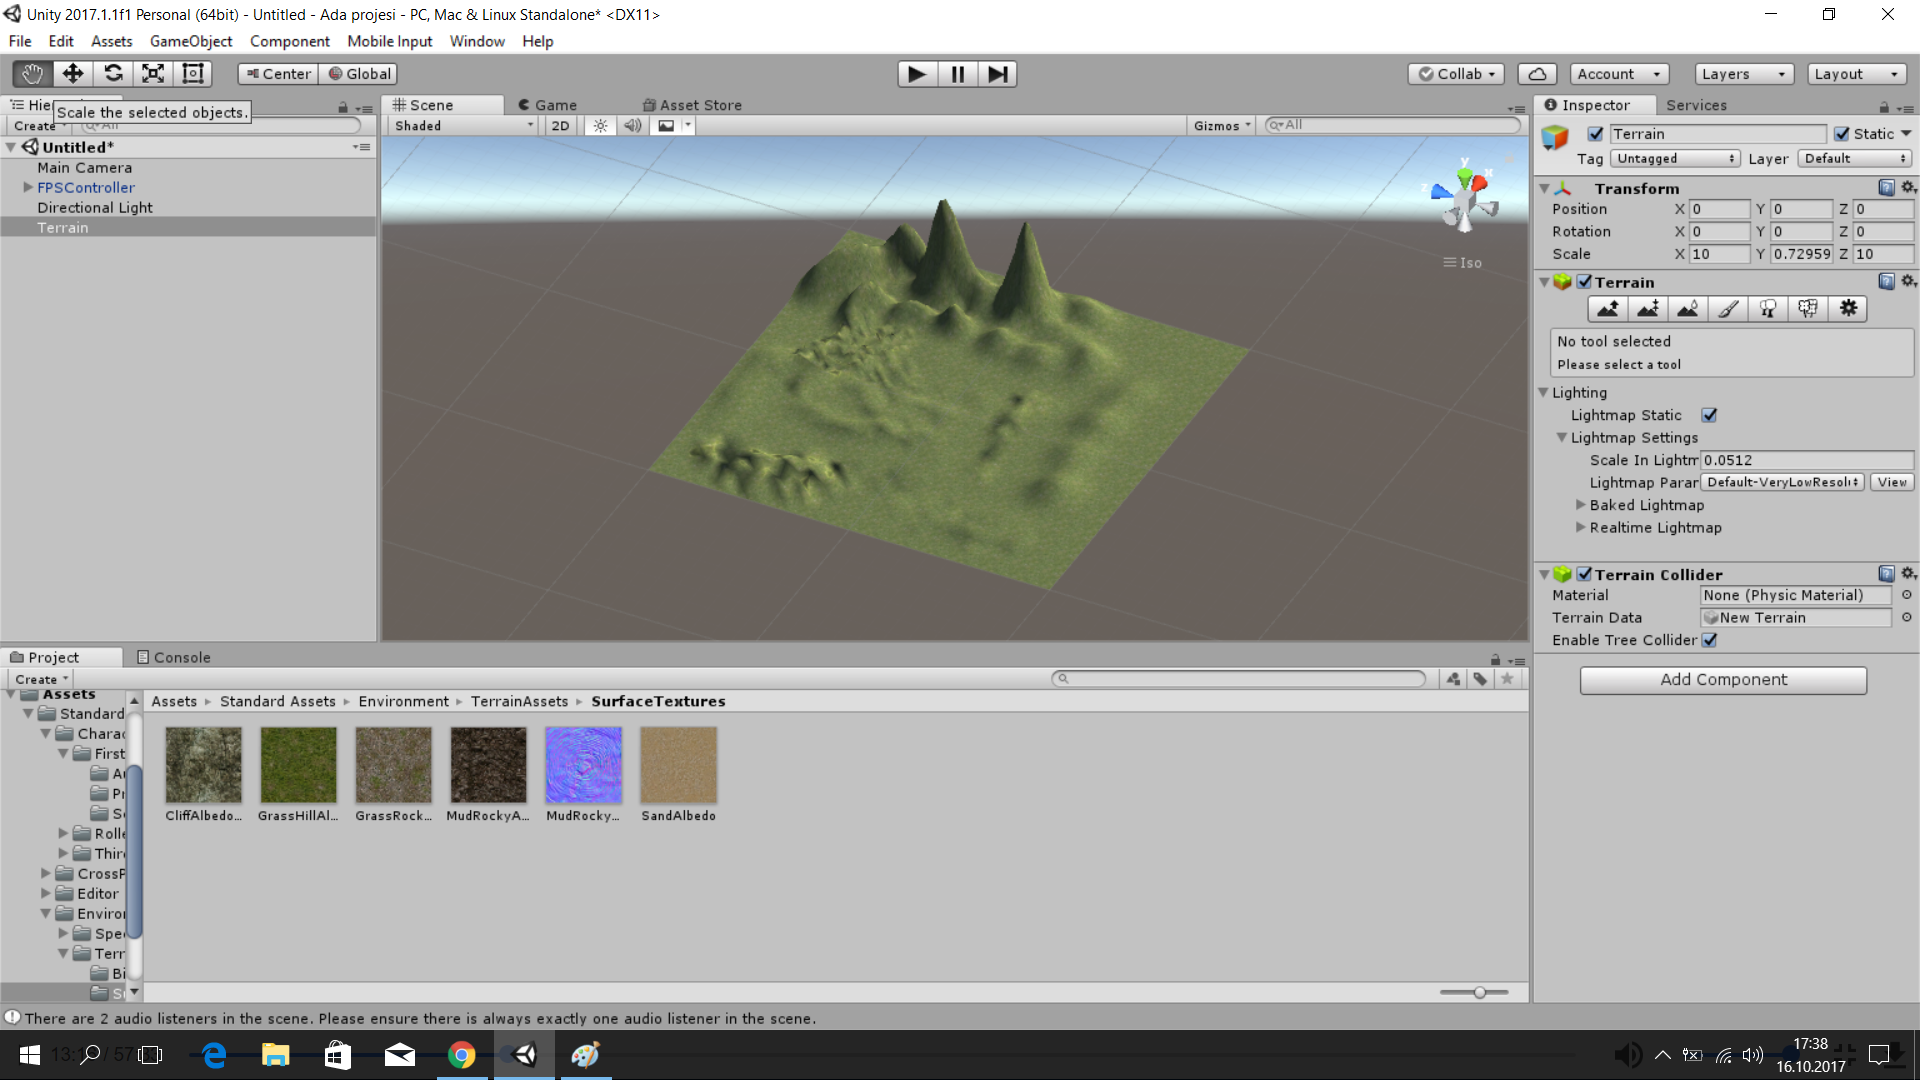 Unity 2017.1.1f1 Personal (64bit) - Untitled - Ada projesi - PC, Mac & Linux Standalone* <DX11>
File Edit Assets GameObject Component Mobile Input Window Help
Center Global Collab Account Layers Layout
Scale the selected objects.
Create
Untitled*
Main Camera
FPSController
Directional Light
Terrain
Scene Game Asset Store
Shaded 2D Gizmos All
y
x
z
Iso
Inspector Services
Terrain Static
Tag Untagged Layer Default
Transform
Position X 0 Y 0 Z 0
Rotation X 0 Y 0 Z 0
Scale X 10 Y 0.72959 Z 10
Terrain
No tool selected
Please select a tool
Lighting
Lightmap Static
Lightmap Settings
Scale In Lightm 0.0512
Lightmap Parar Default-VeryLowResolu View
Baked Lightmap
Realtime Lightmap
Terrain Collider
Material None (Physic Material)
Terrain Data New Terrain
Enable Tree Collider
Add Component
Project Console
Create
Assets
Standard
Charac
First
Rolle
Third
CrossP
Editor
Enviror
Spee
Terr
Bi
Su
Assets Standard Assets Environment TerrainAssets SurfaceTextures
CliffAlbedo... GrassHillAl... GrassRock... MudRockyA... MudRocky... SandAlbedo
There are 2 audio listeners in the scene. Please ensure there is always exactly one audio listener in the scene.
17:38
16.10.2017